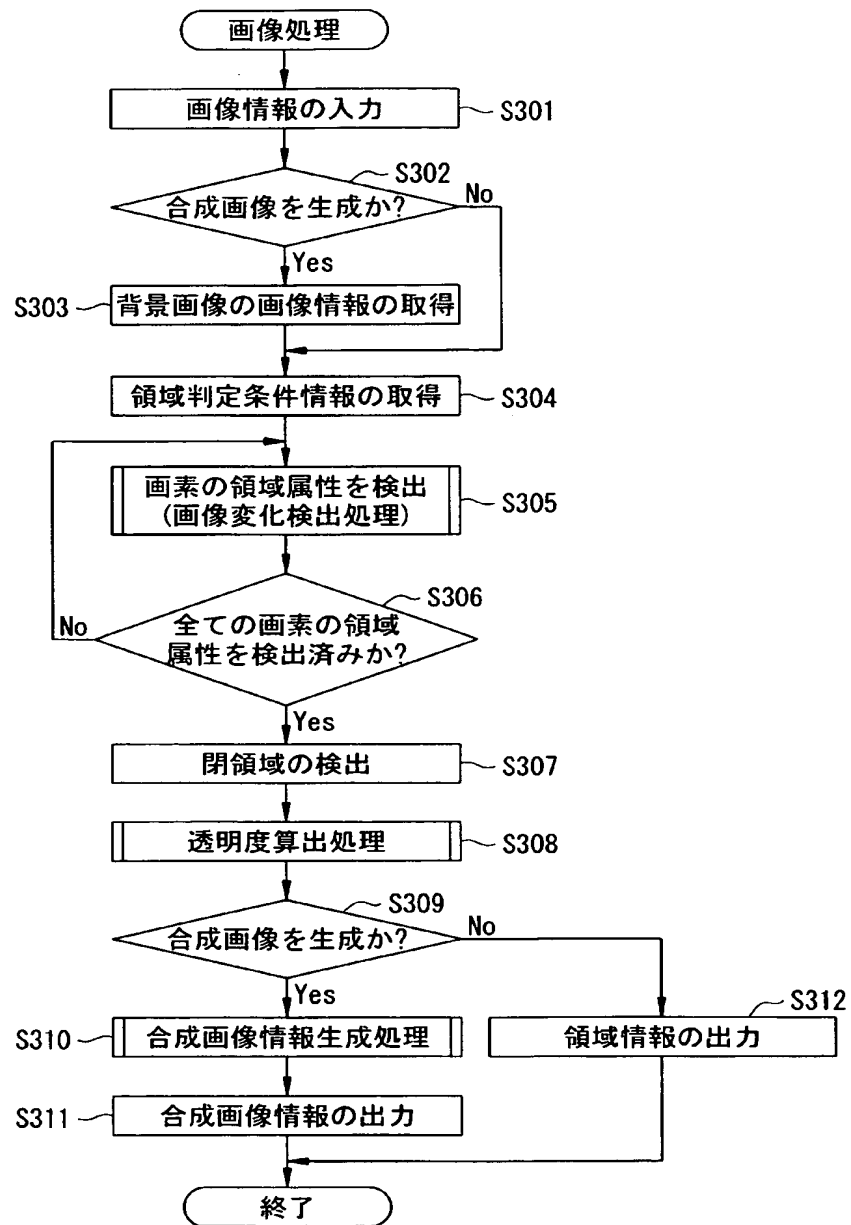 画像処理
画像情報の入力
S301
S302
合成画像を生成か?
No
Yes
S303
背景画像の画像情報の取得
領域判定条件情報の取得
S304
画素の領域属性を検出
(画像変化検出処理)
S305
S306
全ての画素の領域
属性を検出済みか?
No
Yes
閉領域の検出
S307
透明度算出処理
S308
S309
合成画像を生成か?
No
Yes
S310
合成画像情報生成処理
S312
領域情報の出力
S311
合成画像情報の出力
終了